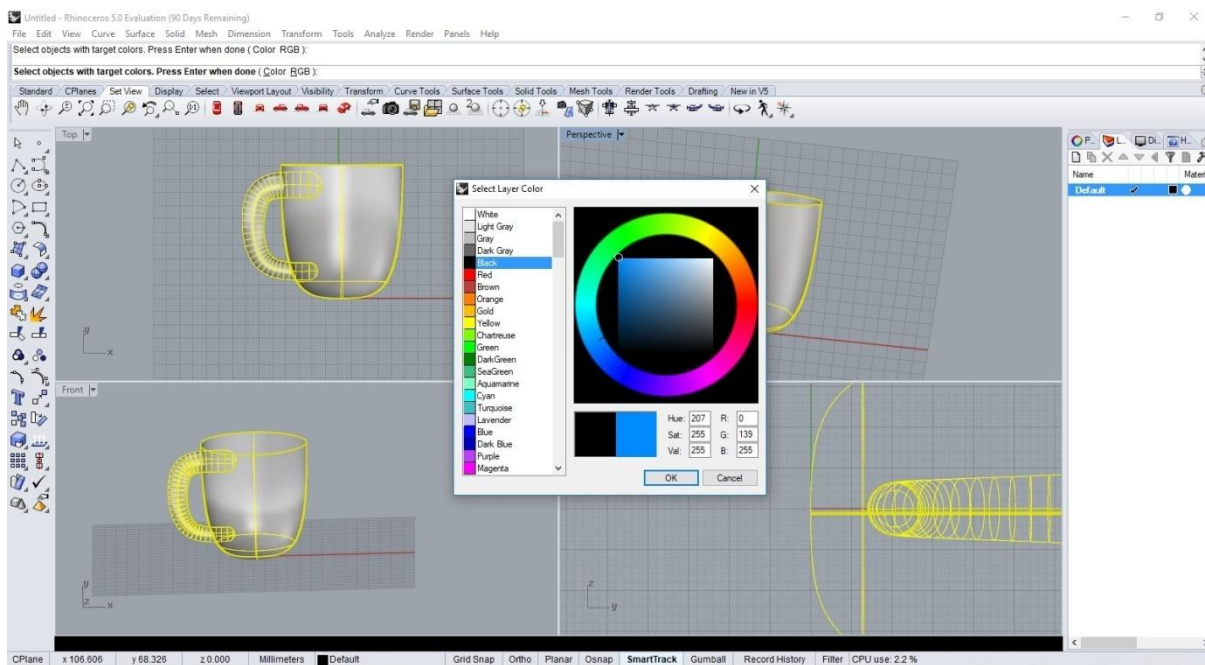 Untitled - Rhinoceros 5.0 Evaluation (90 Days Remaining)
File Edit View Curve Surface Solid Mesh Dimension Transform Tools Analyze Render Panels Help
Select objects with target colors. Press Enter when done ( Color RGB ):
Select objects with target colors. Press Enter when done ( Color RGB ):
Standard CPlanes Set View Display Select Viewport Layout Visibility Transform Curve Tools Surface Tools Solid Tools Mesh Tools Render Tools Drafting New in V5
Top
Perspective
P... L... Di... H...
Name Mater
Default
Select Layer Color
White
Light Gray
Gray
Dark Gray
Black
Red
Brown
Orange
Gold
Yellow
Chartreuse
Green
DarkGreen
SeaGreen
Aquamarine
Cyan
Turquoise
Lavender
Blue
Dark Blue
Purple
Magenta
Hue: 207 R: 0
Sat: 255 G: 139
Val: 255 B: 255
OK Cancel
y
x
Front
y
z x
z
y
CPlane x 106.606 y 68.326 z 0.000 Millimeters Default Grid Snap Ortho Planar Osnap SmartTrack Gumball Record History Filter CPU use: 2.2 %